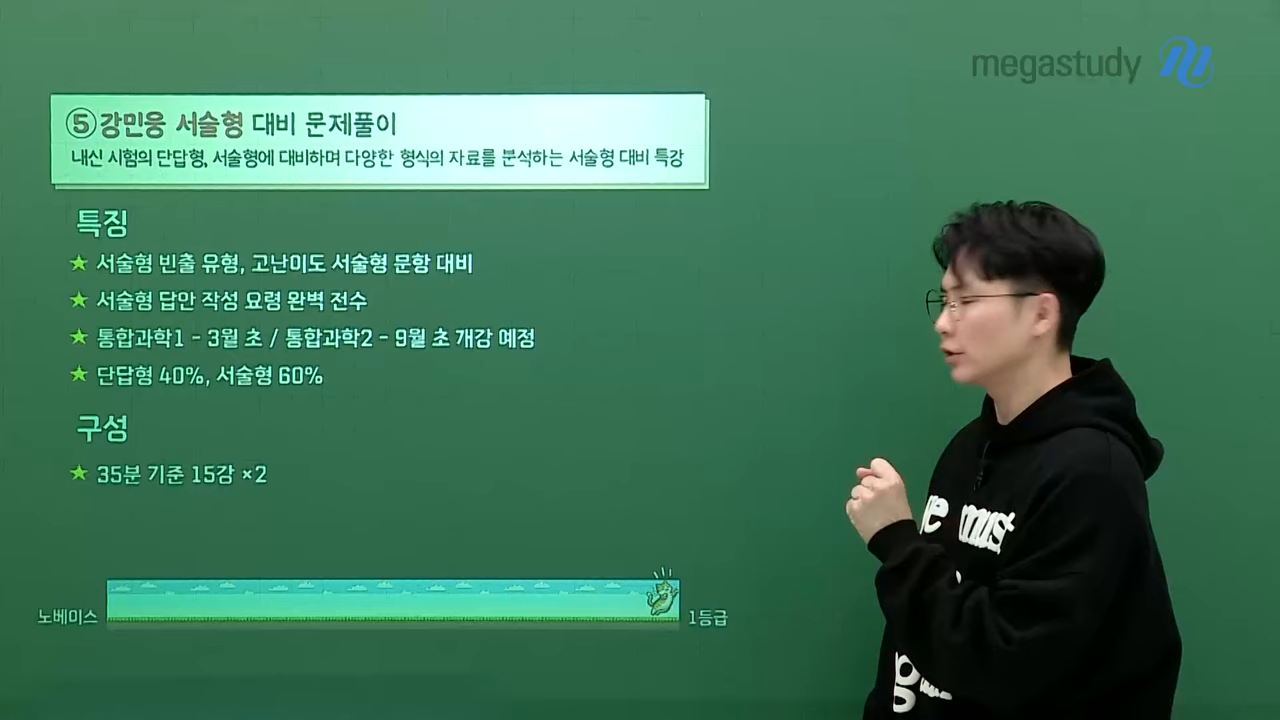 megastudy
⑤강민웅 서술형 대비 문제풀이
내신 시험의 단답형, 서술형에 대비하며 다양한 형식의 자료를 분석하는 서술형 대비 특강
특징
★ 서술형 빈출 유형, 고난이도 서술형 문항 대비
★ 서술형 답안 작성 요령 완벽 전수
★ 통합과학1 - 3월 초 / 통합과학2 - 9월 초 개강 예정
★ 단답형 40%, 서술형 60%
구성
★ 35분 기준 15강 ×2
노베이스
1등급
must